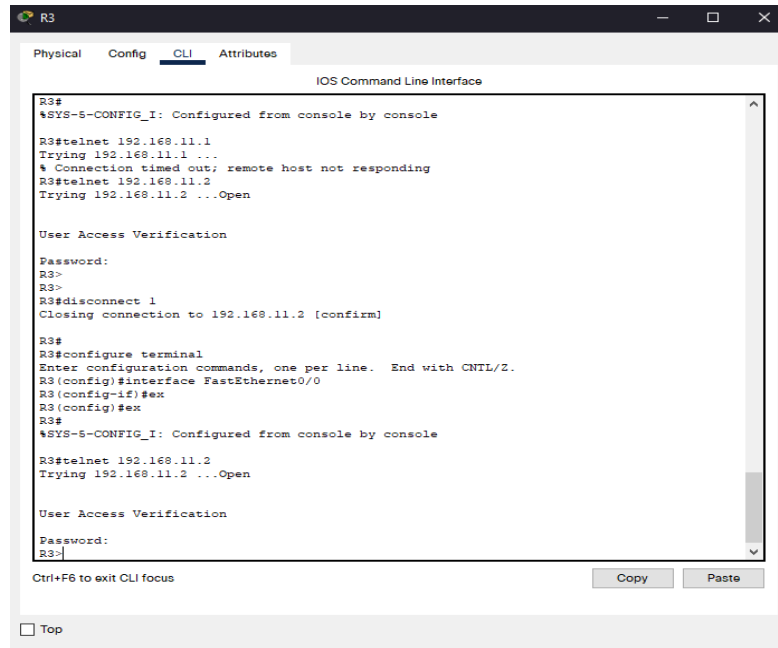 R3
Physical Config CLI Attributes
IOS Command Line Interface
R3#
%SYS-5-CONFIG_I: Configured from console by console
R3#telnet 192.168.11.1
Trying 192.168.11.1 ...
% Connection timed out; remote host not responding
R3#telnet 192.168.11.2
Trying 192.168.11.2 ...Open
User Access Verification
Password:
R3>
R3>
R3#disconnect 1
Closing connection to 192.168.11.2 [confirm]
R3#
R3#configure terminal
Enter configuration commands, one per line.  End with CNTL/Z.
R3(config)#interface FastEthernet0/0
R3(config-if)#ex
R3(config)#ex
R3#
%SYS-5-CONFIG_I: Configured from console by console
R3#telnet 192.168.11.2
Trying 192.168.11.2 ...Open
User Access Verification
Password:
R3>
Ctrl+F6 to exit CLI focus
Copy Paste
Top